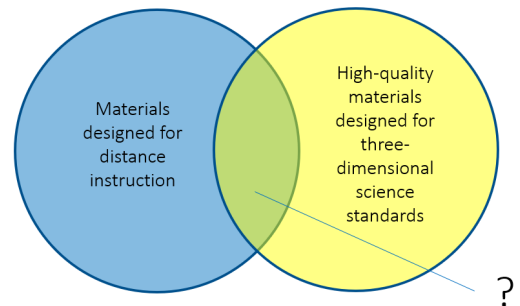 Materials
designed for
distance
instruction
High-quality
materials
designed for
three-
dimensional
science
standards
?